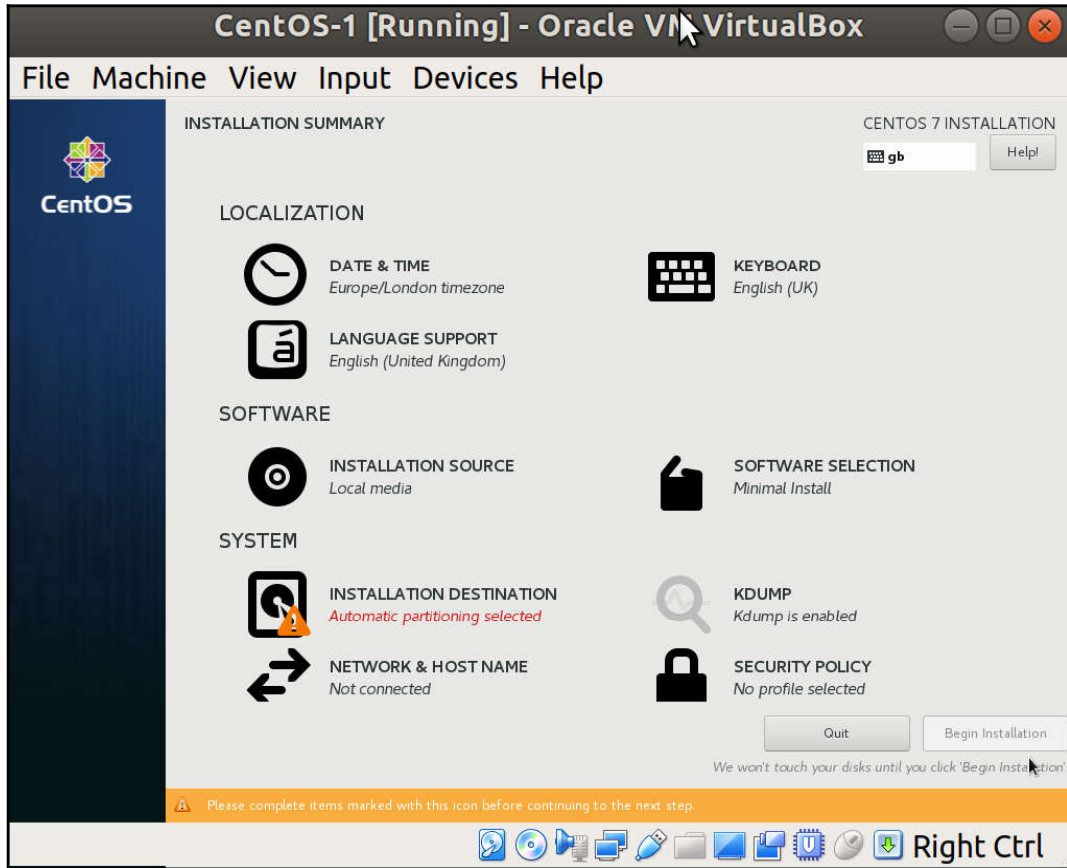 CentOS-1 [Running] - Oracle VM VirtualBox
File Machine View Input Devices Help
INSTALLATION SUMMARY
CENTOS 7 INSTALLATION
gb
Help!
CentOS
LOCALIZATION
DATE & TIME
Europe/London timezone
KEYBOARD
English (UK)
á
LANGUAGE SUPPORT
English (United Kingdom)
SOFTWARE
INSTALLATION SOURCE
Local media
SOFTWARE SELECTION
Minimal Install
SYSTEM
INSTALLATION DESTINATION
Automatic partitioning selected
KDUMP
Kdump is enabled
NETWORK & HOST NAME
Not connected
SECURITY POLICY
No profile selected
Quit
Begin Installation
We won't touch your disks until you click 'Begin Installation'
Please complete items marked with this icon before continuing to the next step.
Right Ctrl